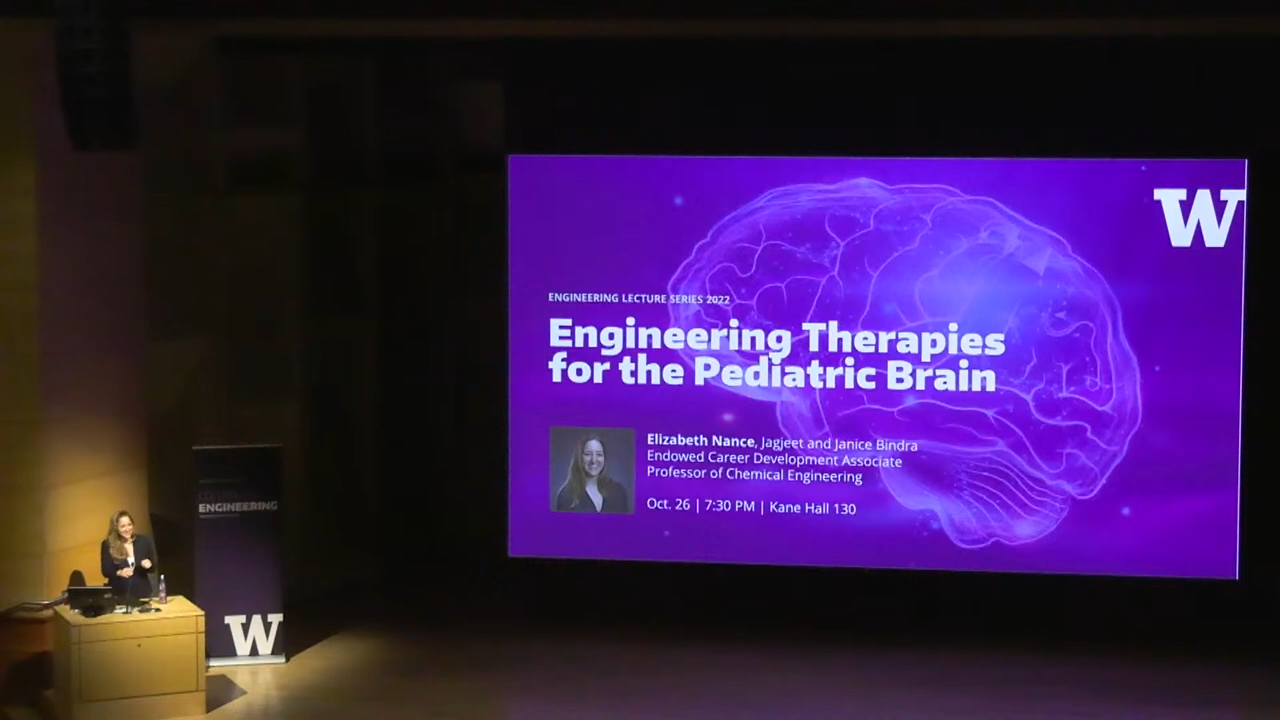 W
ENGINEERING LECTURE SERIES 2022
Engineering Therapies
for the Pediatric Brain
Elizabeth Nance, Jagjeet and Janice Bindra
Endowed Career Development Associate
Professor of Chemical Engineering
Oct. 26 | 7:30 PM | Kane Hall 130
ENGINEERING
W